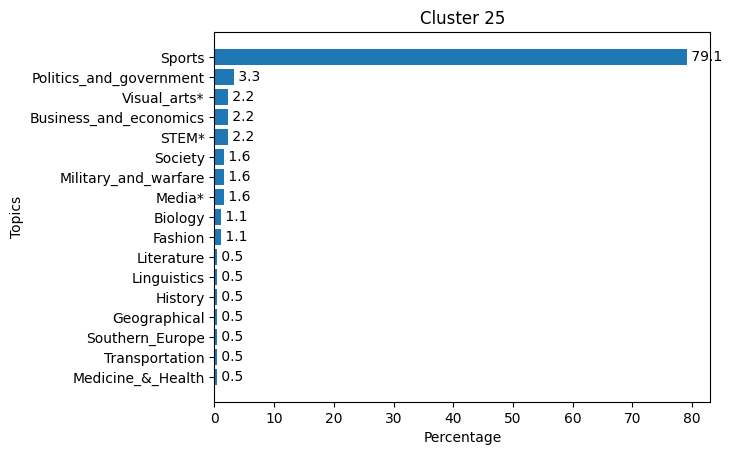 Cluster 25
Sports 79.1
Politics_and_government 3.3
Visual_arts* 2.2
Business_and_economics 2.2
STEM* 2.2
Society 1.6
Military_and_warfare 1.6
Media* 1.6
Biology 1.1
Fashion 1.1
Literature 0.5
Linguistics 0.5
History 0.5
Geographical 0.5
Southern_Europe 0.5
Transportation 0.5
Medicine_&_Health 0.5
Topics
0 10 20 30 40 50 60 70 80
Percentage